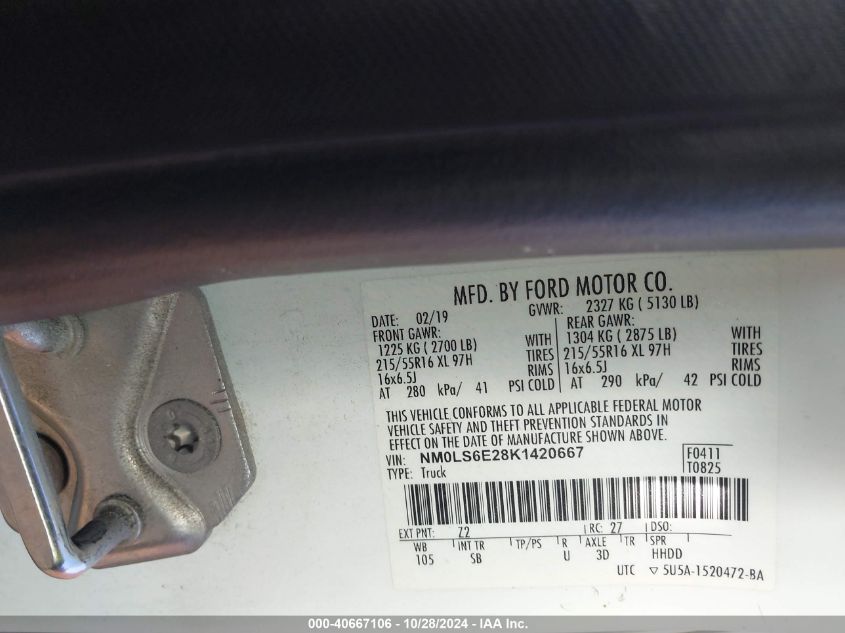 MFD. BY FORD MOTOR CO.
DATE: 02/19 GVWR: 2327 KG ( 5130 LB)
FRONT GAWR: REAR GAWR:
1225 KG ( 2700 LB) WITH 1304 KG ( 2875 LB) WITH
215/55R16 XL 97H TIRES 215/55R16 XL 97H TIRES
16x6.5J RIMS 16x6.5J RIMS
AT 280 kPa/ 41 PSI COLD AT 290 kPa/ 42 PSI COLD
THIS VEHICLE CONFORMS TO ALL APPLICABLE FEDERAL MOTOR
VEHICLE SAFETY AND THEFT PREVENTION STANDARDS IN
EFFECT ON THE DATE OF MANUFACTURE SHOWN ABOVE.
VIN: NM0LS6E28K1420667 F0411
TYPE: Truck T0825
EXT PNT: Z2 RC: 27 DSO:
WB INT TR TP/PS R AXLE TR SPR
105 SB U 3D HHDD
UTC ▽ 5U5A-1520472-BA
000-40667106 - 10/28/2024 - IAA Inc.